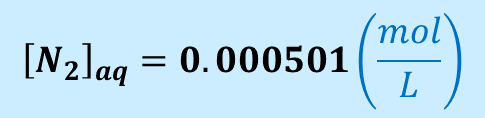 [N₂]aq = 0.000501 (mol/L)